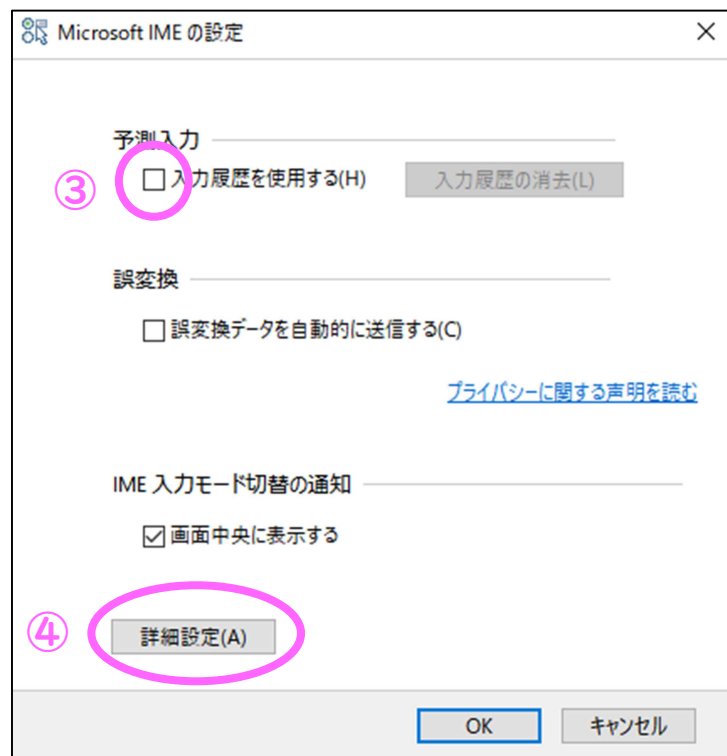 Microsoft IME の設定
予測入力
③ 入力履歴を使用する(H) 入力履歴の消去(L)
誤変換
誤変換データを自動的に送信する(C)
プライバシーに関する声明を読む
IME 入力モード切替の通知
画面中央に表示する
④ 詳細設定(A)
OK キャンセル